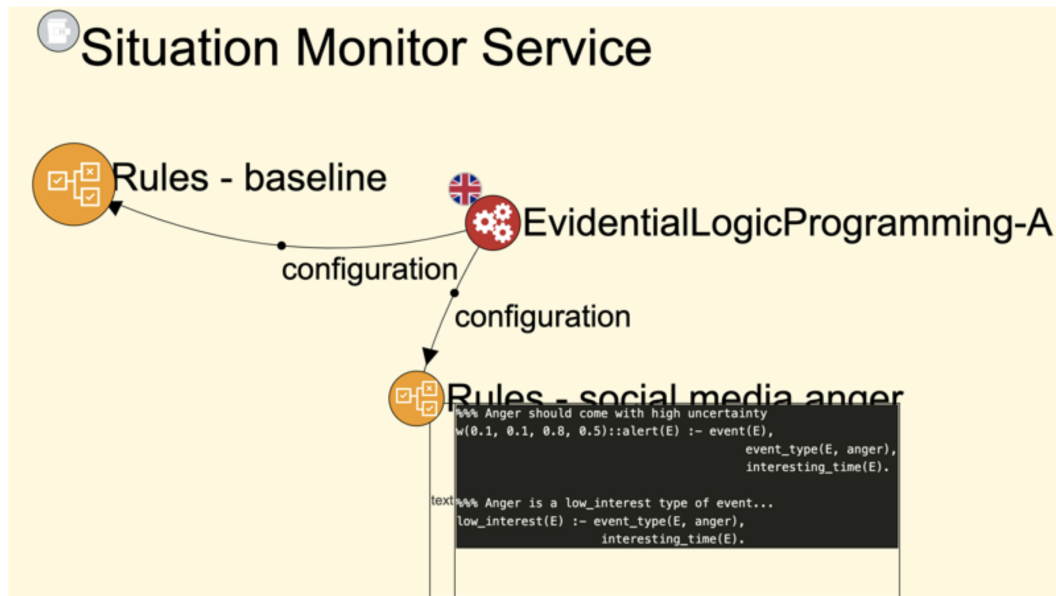 Situation Monitor Service
Rules - baseline
EvidentialLogicProgramming-A
configuration
configuration
Rules - social media anger
%%% Anger should come with high uncertainty
w(0.1, 0.1, 0.8, 0.5)::alert(E) :- event(E),
event_type(E, anger),
interesting_time(E).
text
%%% Anger is a low_interest type of event...
low_interest(E) :- event_type(E, anger),
interesting_time(E).